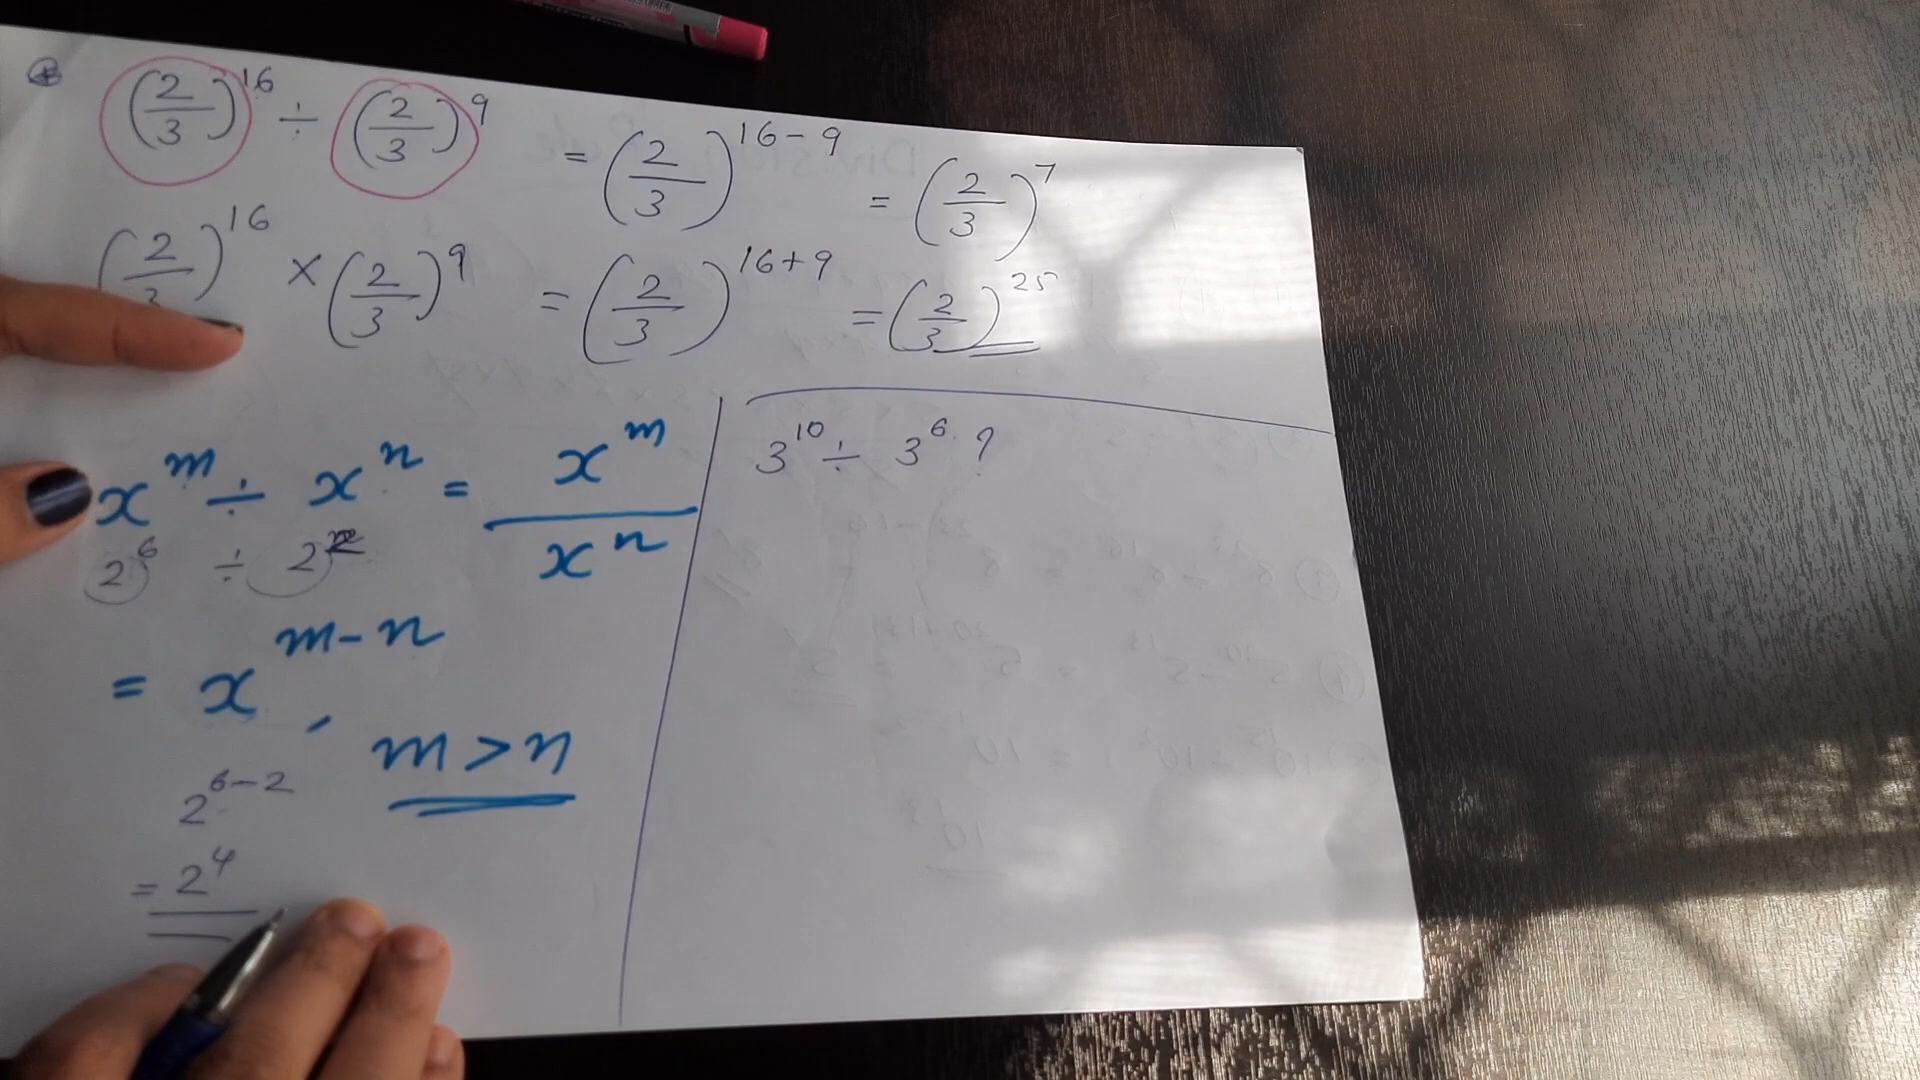 (2/3)^16 ÷ (2/3)^9 = (2/3)^16-9 = (2/3)^7
(2/3)^16 × (2/3)^9 = (2/3)^16+9 = (2/3)^25
x^m ÷ x^n = x^m / x^n
2^6 ÷ 2^2
= x^m-n , m > n
2^6-2
= 2^4
3^10 ÷ 3^6 ?